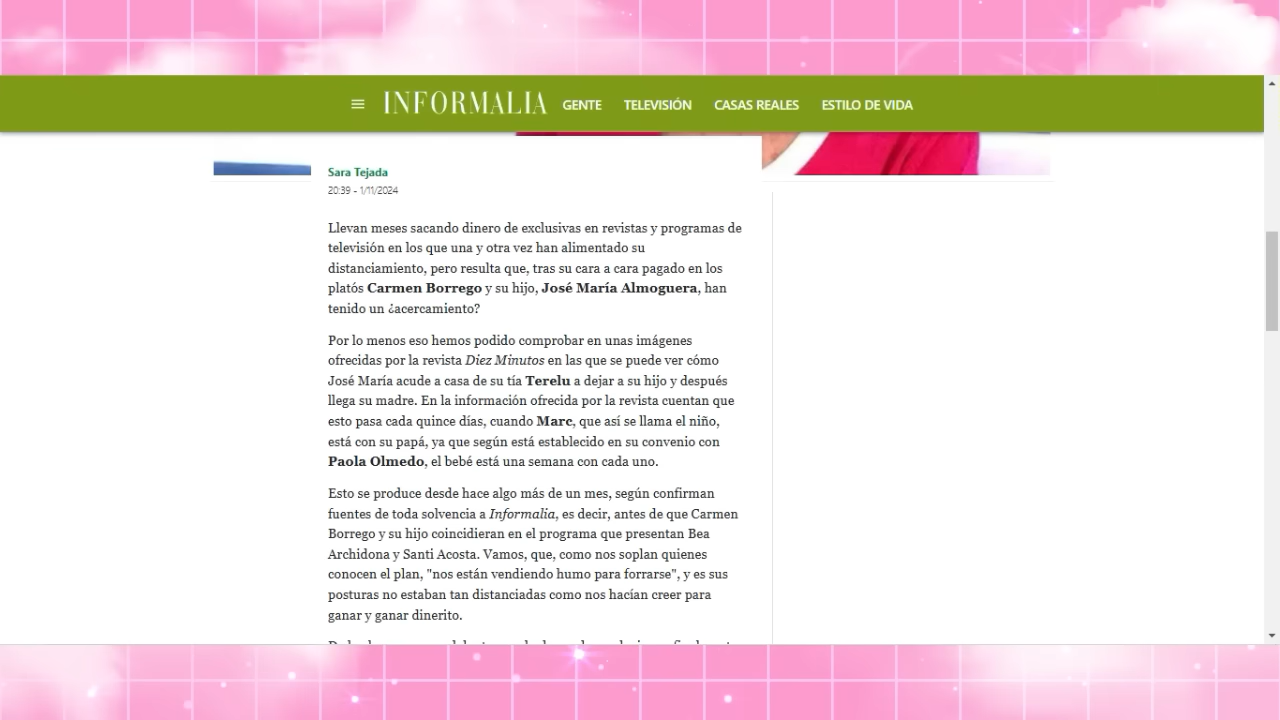 INFORMALIA GENTE TELEVISIÓN CASAS REALES ESTILO DE VIDA
Sara Tejada
20:39 - 1/11/2024
Llevan meses sacando dinero de exclusivas en revistas y programas de
televisión en los que una y otra vez han alimentado su
distanciamiento, pero resulta que, tras su cara a cara pagado en los
platós Carmen Borrego y su hijo, José María Almoguera, han
tenido un ¿acercamiento?
Por lo menos eso hemos podido comprobar en unas imágenes
ofrecidas por la revista Diez Minutos en las que se puede ver cómo
José María acude a casa de su tía Terelu a dejar a su hijo y después
llega su madre. En la información ofrecida por la revista cuentan que
esto pasa cada quince días, cuando Marc, que así se llama el niño,
está con su papá, ya que según está establecido en su convenio con
Paola Olmedo, el bebé está una semana con cada uno.
Esto se produce desde hace algo más de un mes, según confirman
fuentes de toda solvencia a Informalia, es decir, antes de que Carmen
Borrego y su hijo coincidieran en el programa que presentan Bea
Archidona y Santi Acosta. Vamos, que, como nos soplan quienes
conocen el plan, "nos están vendiendo humo para forrarse", y es sus
posturas no estaban tan distanciadas como nos hacían creer para
ganar y ganar dinerito.